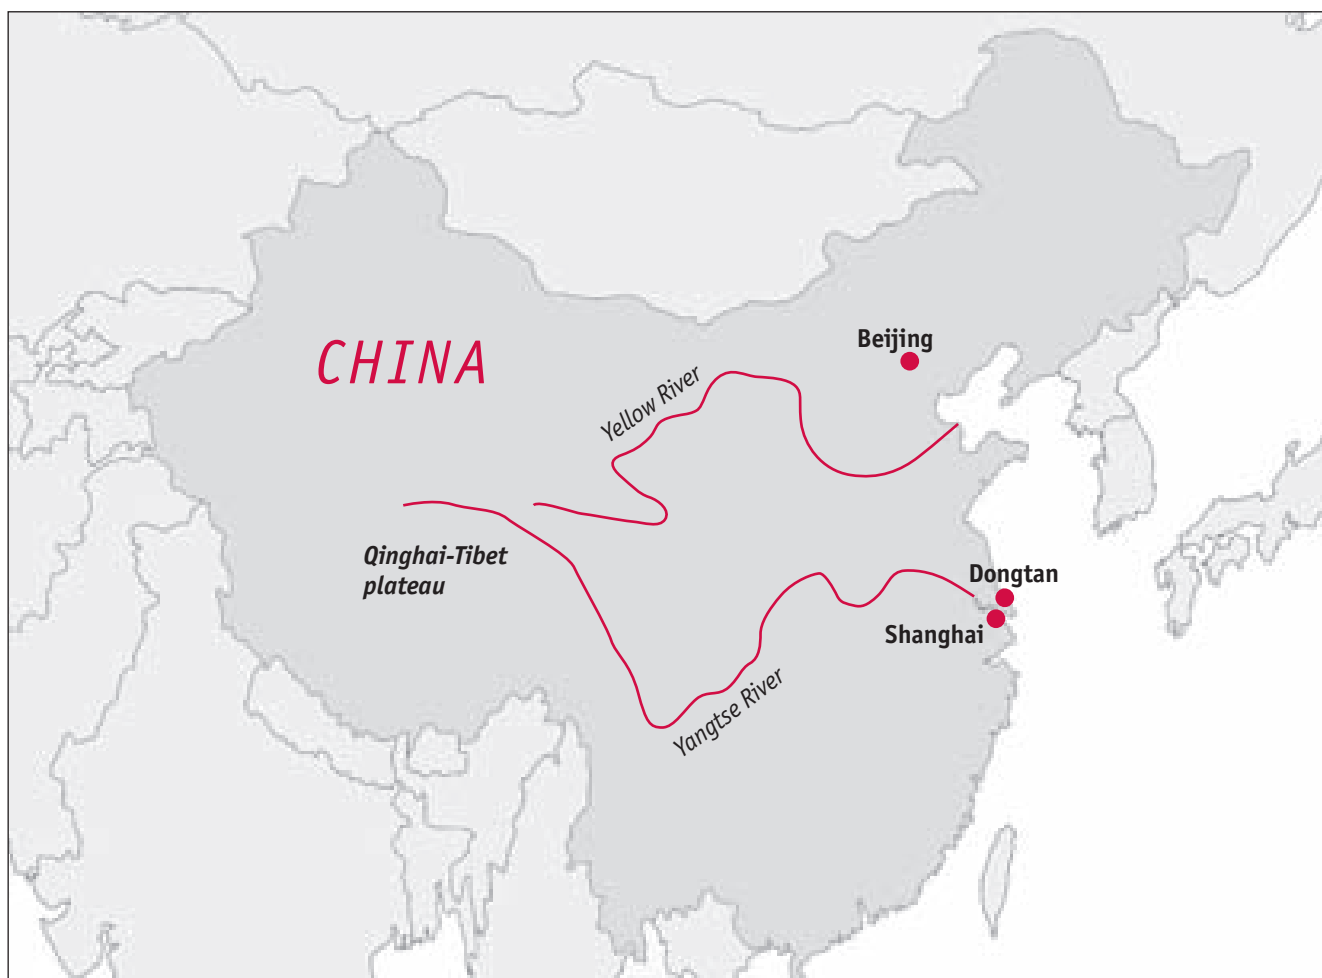 Beijing
CHINA
Yellow River
Qinghai-Tibet
plateau
Dongtan
Shanghai
Yangtse River